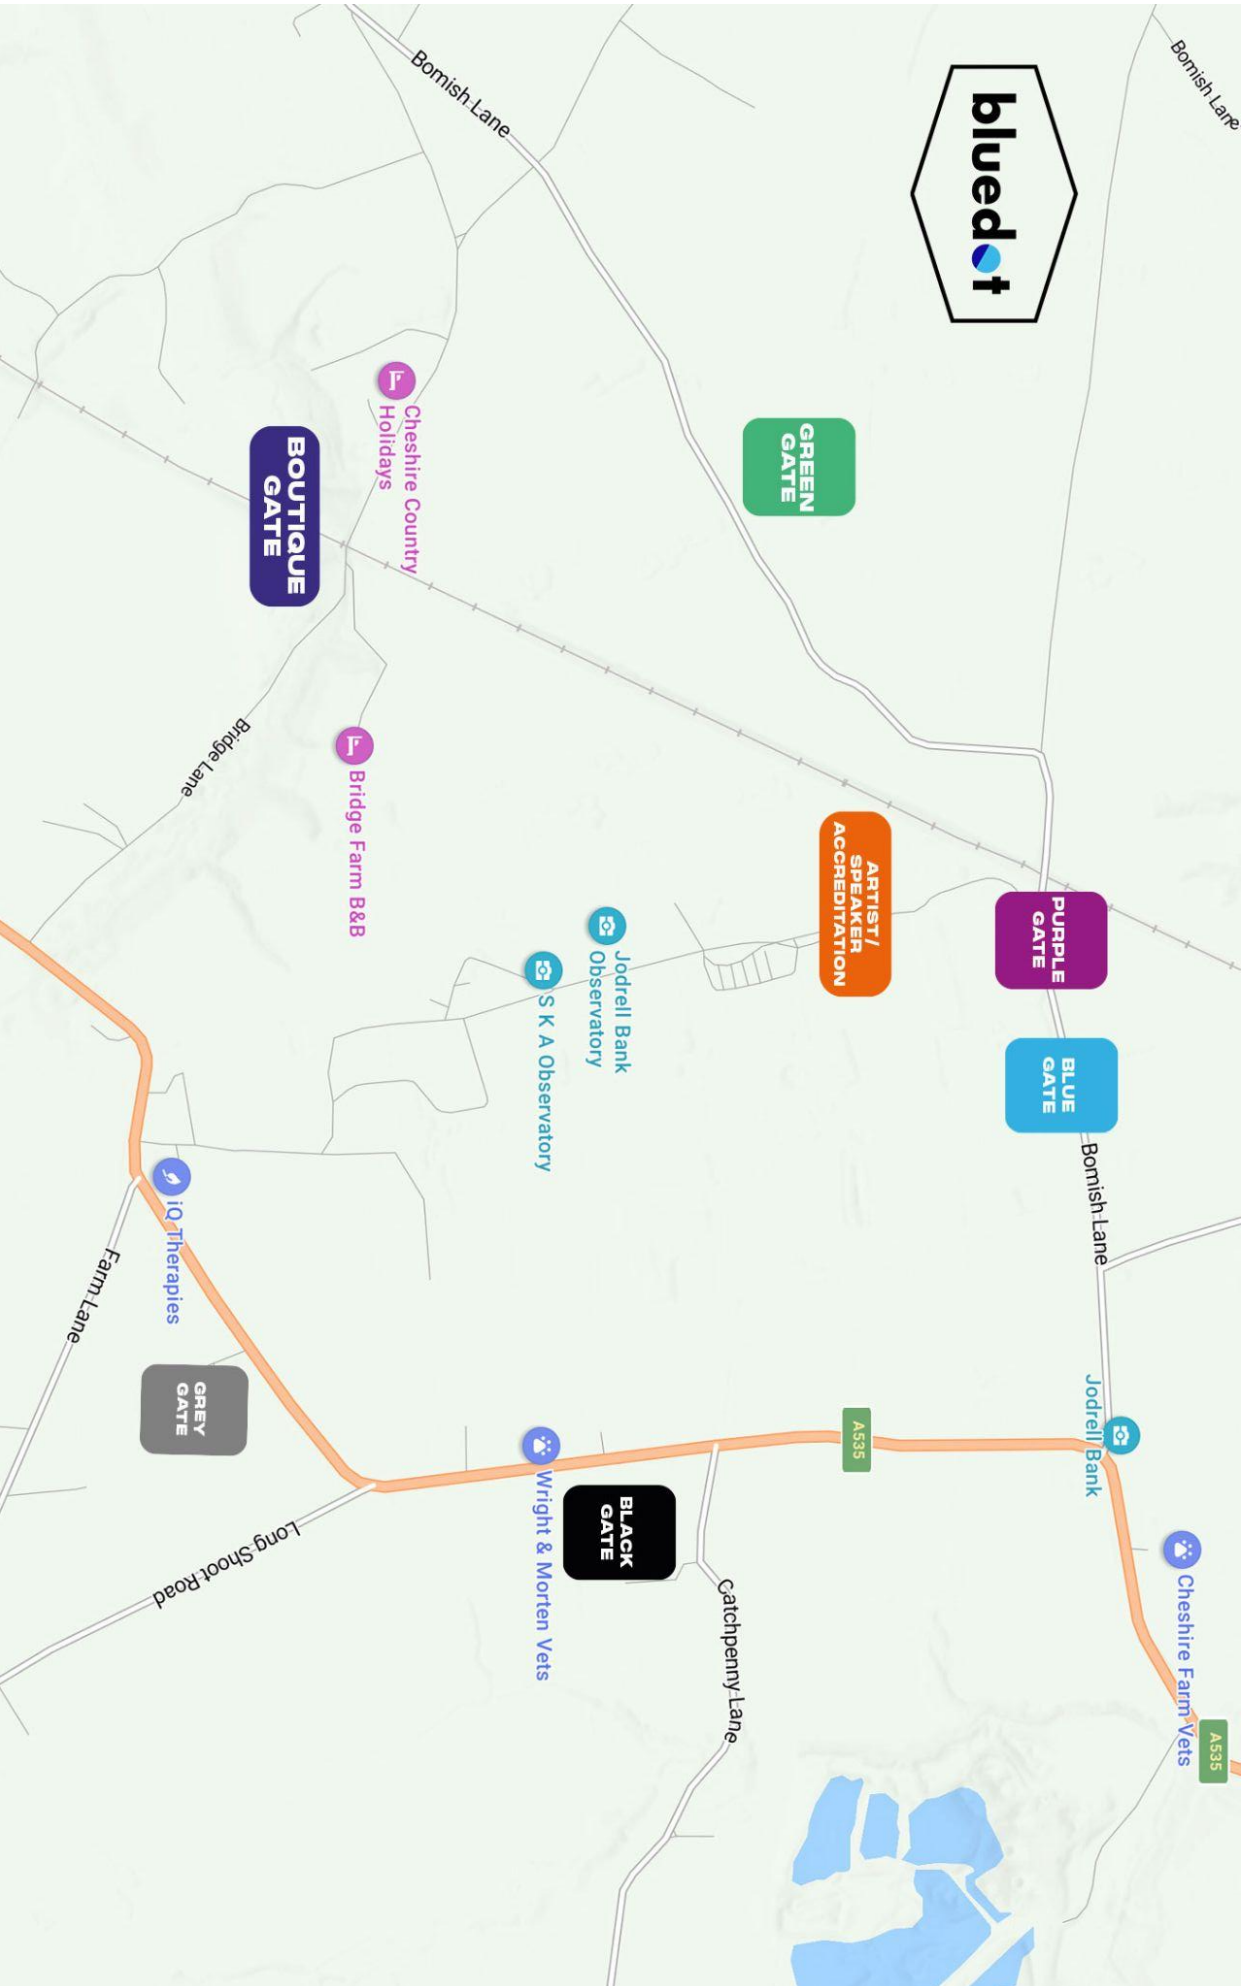 bluedot
Bomish Lane
Bomish Lane
GREEN
GATE
Cheshire Country
Holidays
BOUTIQUE
GATE
Bridge Lane
Bridge Farm B&B
ARTIST/
SPEAKER
ACCREDITATION
PURPLE
GATE
BLUE
GATE
Bomish Lane
Jodrell Bank
Observatory
S K A Observatory
iQ Therapies
Farm Lane
GREY
GATE
Jodrell Bank
A535
Wright & Morten Vets
BLACK
GATE
Long Shoot Road
Catchpenny Lane
Cheshire Farm Vets
A535